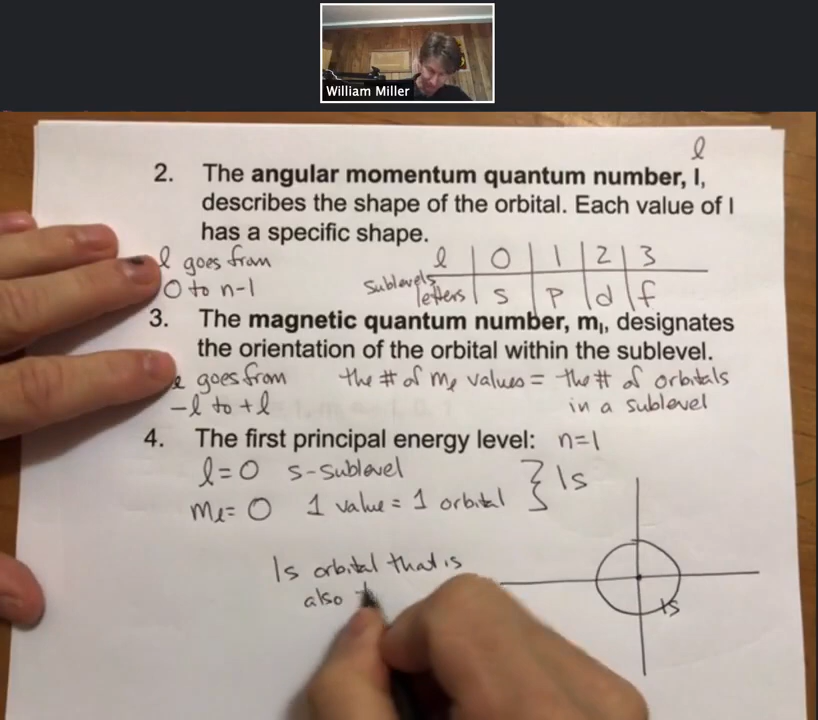 William Miller
l
2. The angular momentum quantum number, l,
describes the shape of the orbital. Each value of l
has a specific shape.
l goes from
0 to n-1
l | 0 | 1 | 2 | 3
Sublevels
letters | s | p | d | f
3. The magnetic quantum number, ml, designates
the orientation of the orbital within the sublevel.
goes from
-l to +l
the # of ml values = the # of orbitals
in a sublevel
4. The first principal energy level: n=1
l=0 s-sublevel
ml=0 1 value = 1 orbital } 1s
1s orbital that is
also
1s